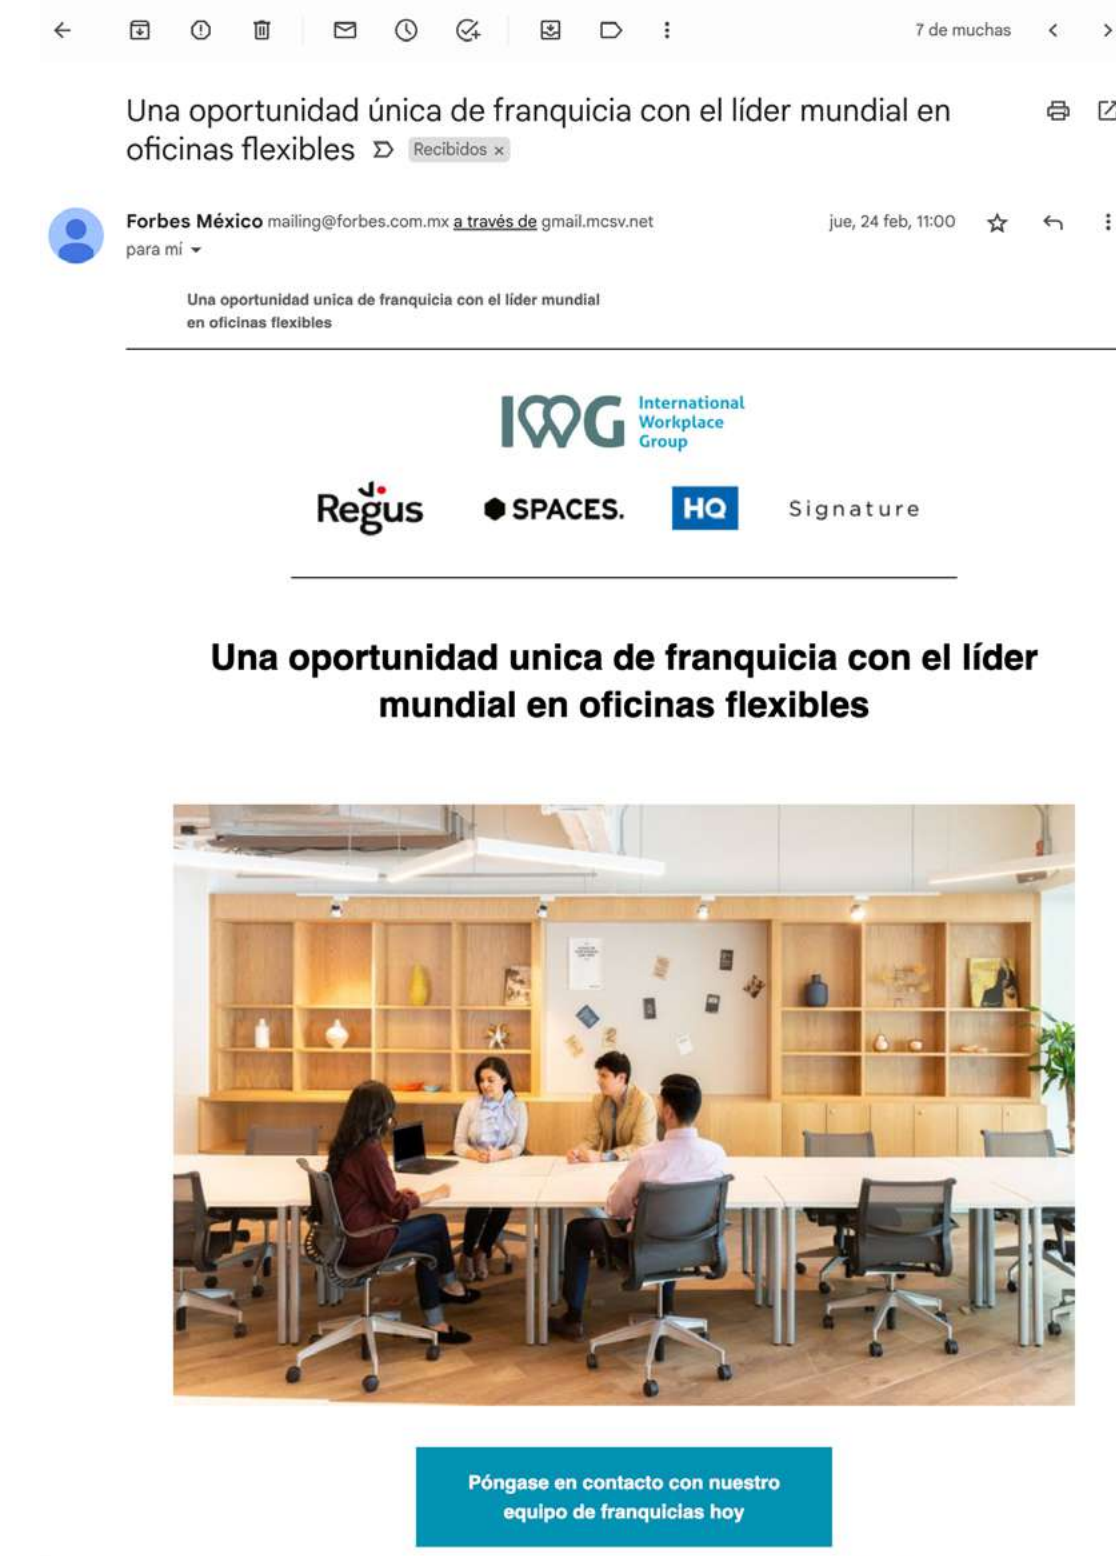 7 de muchas
Una oportunidad única de franquicia con el líder mundial en
oficinas flexibles Recibidos ×
Forbes México mailing@forbes.com.mx a través de gmail.mcsv.net jue, 24 feb, 11:00
para mí
Una oportunidad unica de franquicia con el líder mundial
en oficinas flexibles
IWG International
Workplace
Group
Regus SPACES. HQ Signature
Una oportunidad unica de franquicia con el líder
mundial en oficinas flexibles
Póngase en contacto con nuestro
equipo de franquicias hoy